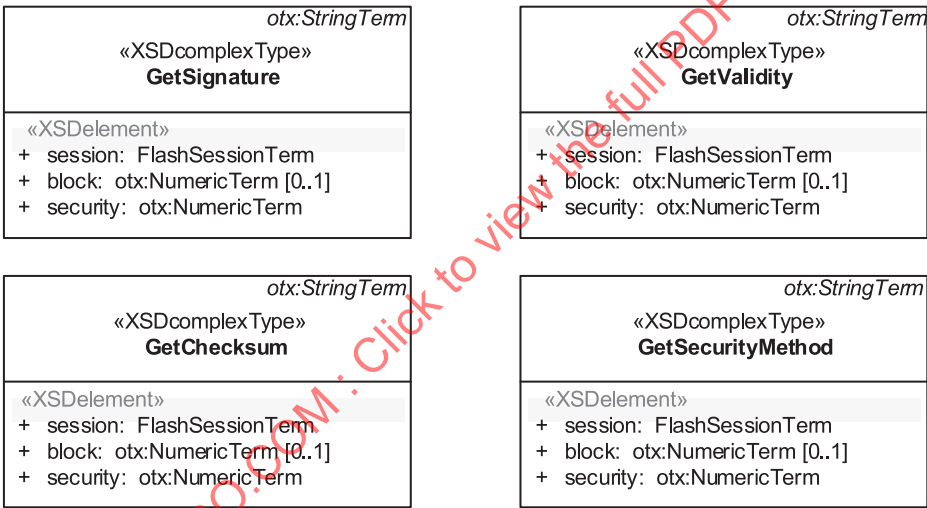 otx:StringTerm
«XSDcomplexType»
GetSignature
«XSDelement»
+ session: FlashSessionTerm
+ block: otx:NumericTerm [0..1]
+ security: otx:NumericTerm
otx:StringTerm
«XSDcomplexType»
GetValidity
«XSDelement»
+ session: FlashSessionTerm
+ block: otx:NumericTerm [0..1]
+ security: otx:NumericTerm
otx:StringTerm
«XSDcomplexType»
GetChecksum
«XSDelement»
+ session: FlashSessionTerm
+ block: otx:NumericTerm [0..1]
+ security: otx:NumericTerm
otx:StringTerm
«XSDcomplexType»
GetSecurityMethod
«XSDelement»
+ session: FlashSessionTerm
+ block: otx:NumericTerm [0..1]
+ security: otx:NumericTerm
O.COM : Click to view the full PDF